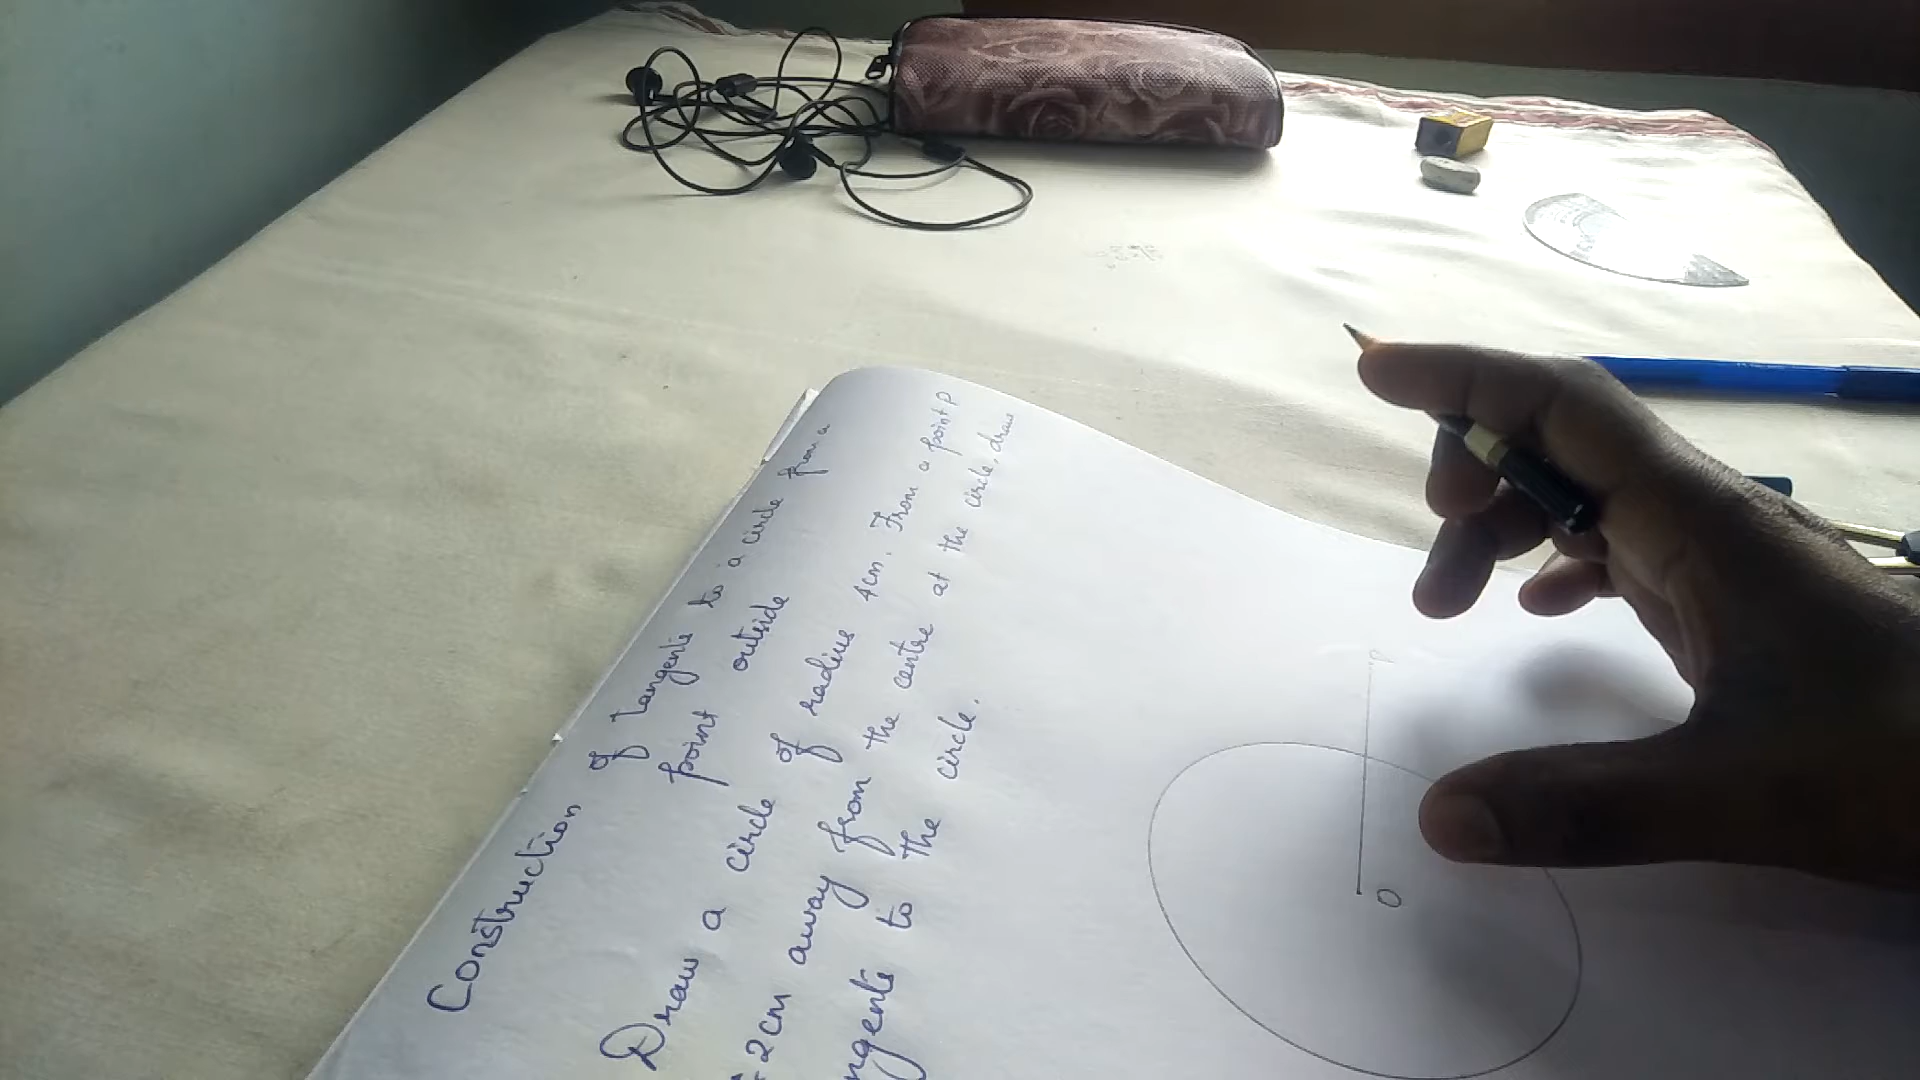 Construction of tangents to a circle from a
point outside
Draw a circle of radius 4cm. From a point P
2cm away from the centre at the circle, draw
to the circle.
O